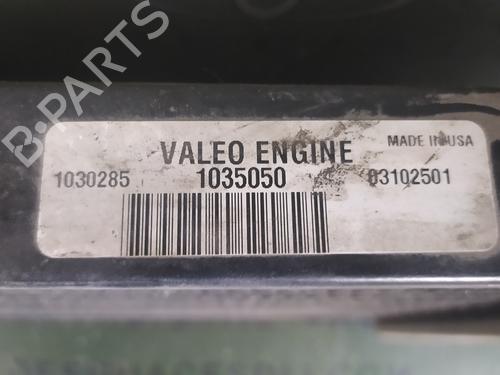 B-PARTS
MADE IN USA
VALEO ENGINE
1030285 1035050 03102501